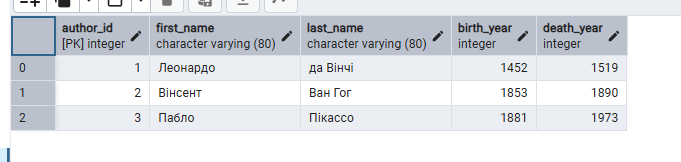 author_id first_name last_name birth_year death_year
[PK] integer character varying (80) character varying (80) integer integer
0 1 Леонардо да Вінчі 1452 1519
1 2 Вінсент Ван Гог 1853 1890
2 3 Пабло Пікассо 1881 1973